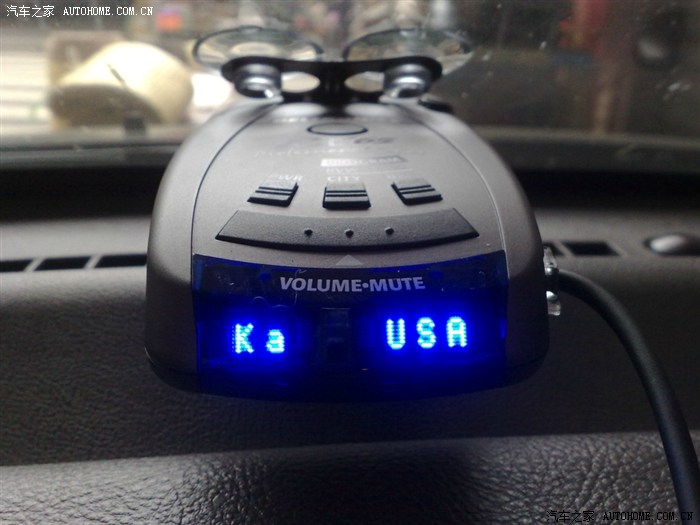 汽车之家 AUTOHOME.COM.CN
PWR CITY
VOLUME•MUTE
Ka USA
汽车之家 AUTOHOME.COM.CN